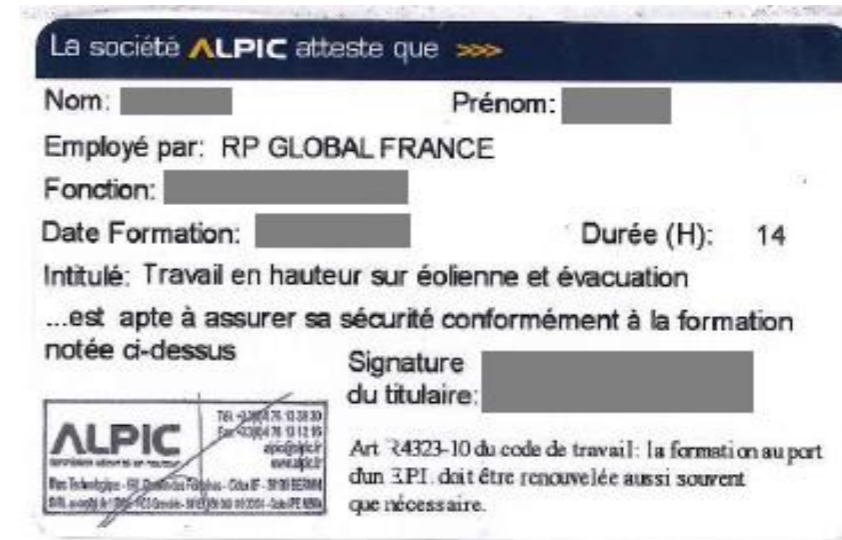 La société ALPIC atteste que >>>
Nom: Prénom:
Employé par: RP GLOBAL FRANCE
Fonction:
Date Formation: Durée (H): 14
Intitulé: Travail en hauteur sur éolienne et évacuation
...est apte à assurer sa sécurité conformément à la formation
notée ci-dessus
Signature
du titulaire:
ALPIC
Art R4323-10 du code de travail: la formation au port
d'un E.P.I. doit être renouvelée aussi souvent
que nécessaire.